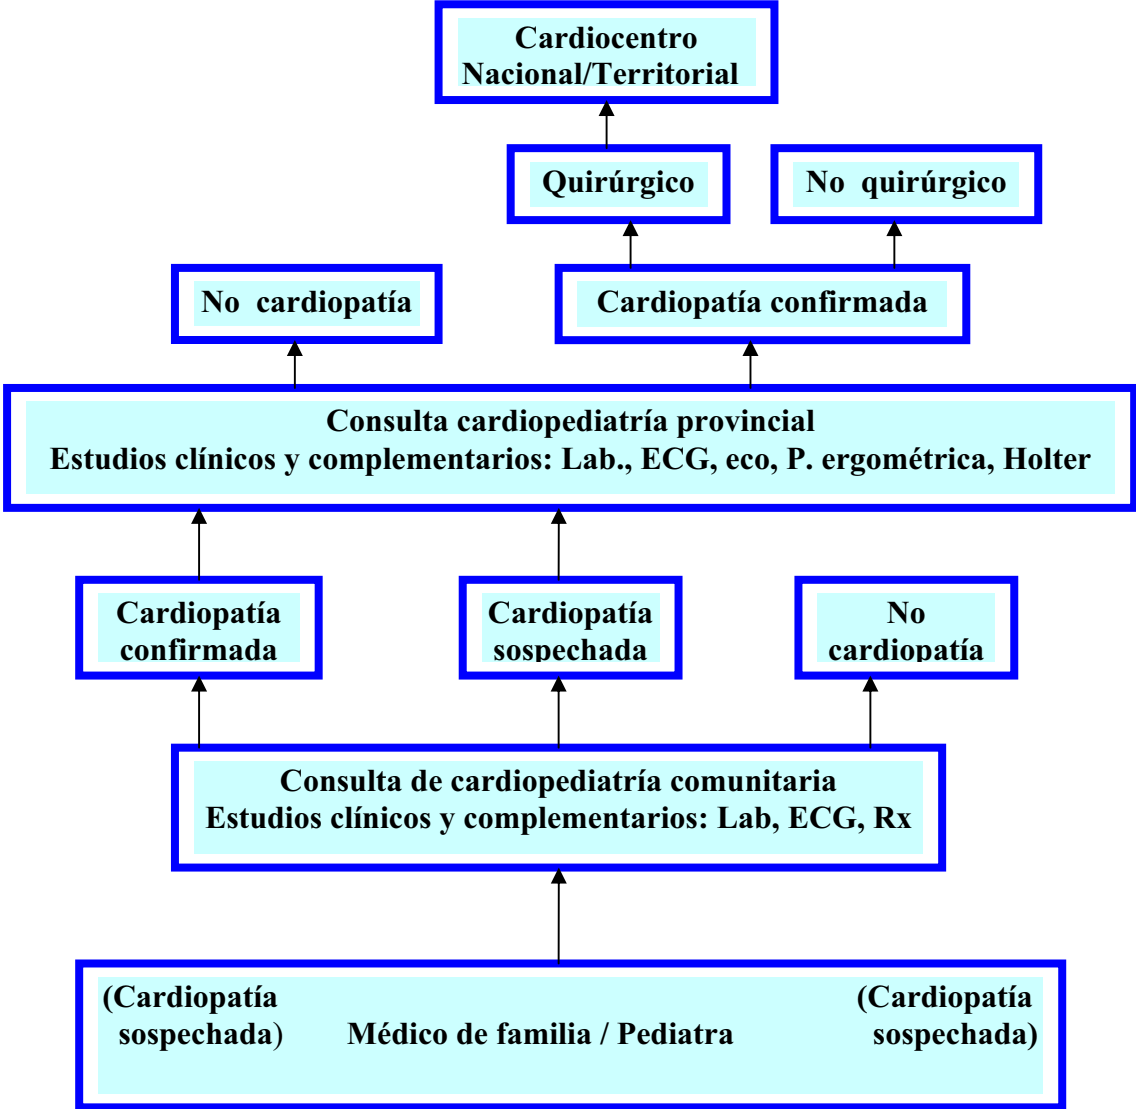 Cardiocentro
Nacional/Territorial
Quirúrgico
No quirúrgico
No cardiopatía
Cardiopatía confirmada
Consulta cardiopediatría provincial
Estudios clínicos y complementarios: Lab., ECG, eco, P. ergométrica, Holter
Cardiopatía
confirmada
Cardiopatía
sospechada
No
cardiopatía
Consulta de cardiopediatría comunitaria
Estudios clínicos y complementarios: Lab, ECG, Rx
(Cardiopatía
sospechada)
Médico de familia / Pediatra
(Cardiopatía
sospechada)